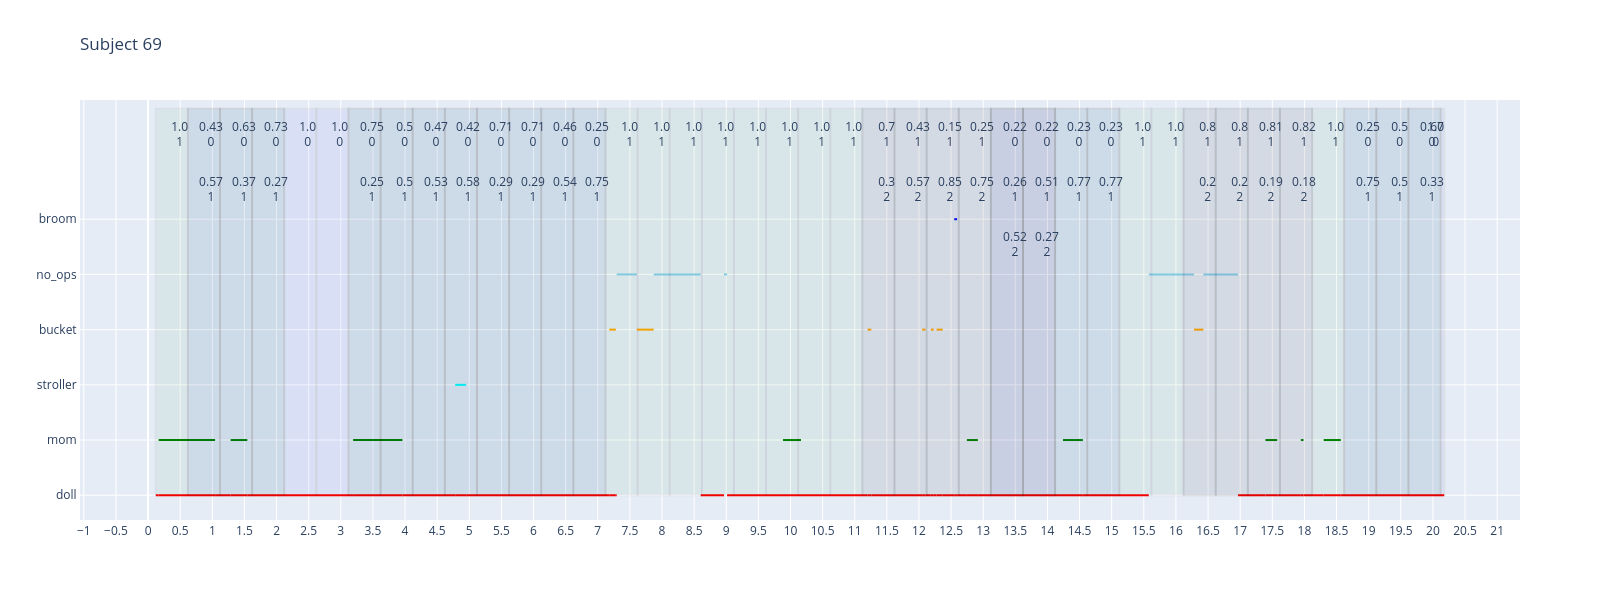 Subject 69
1.0 0.43 0.63 0.73 1.0 1.0 0.75 0.5 0.47 0.42 0.71 0.71 0.46 0.25 1.0 1.0 1.0 1.0 1.0 1.0 1.0 1.0 0.7 0.43 0.15 0.25 0.22 0.22 0.23 0.23 1.0 1.0 0.8 0.8 0.81 0.82 1.0 0.25 0.5
1 0 0 0 0 0 0 0 0 0 0 0 0 0 1 1 1 1 1 1 1 1 1 1 1 1 0 0 0 0 1 1 1 1 1 1 1 0 0
0.57 0.37 0.27 0.25 0.5 0.53 0.58 0.29 0.29 0.54 0.75 0.3 0.57 0.85 0.75 0.26 0.51 0.77 0.77 0.2 0.2 0.19 0.18 0.75 0.5 0.33
1 1 1 1 1 1 1 1 1 1 1 2 2 2 2 1 1 1 1 2 2 2 2 1 1 1
broom
0.52 0.27
2 2
no_ops
bucket
stroller
mom
doll
−1 −0.5 0 0.5 1 1.5 2 2.5 3 3.5 4 4.5 5 5.5 6 6.5 7 7.5 8 8.5 9 9.5 10 10.5 11 11.5 12 12.5 13 13.5 14 14.5 15 15.5 16 16.5 17 17.5 18 18.5 19 19.5 20 20.5 21